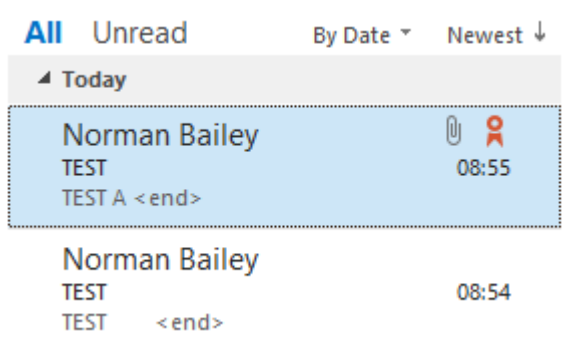 All Unread By Date Newest
Today
Norman Bailey
TEST 08:55
TEST A <end>
Norman Bailey
TEST 08:54
TEST <end>